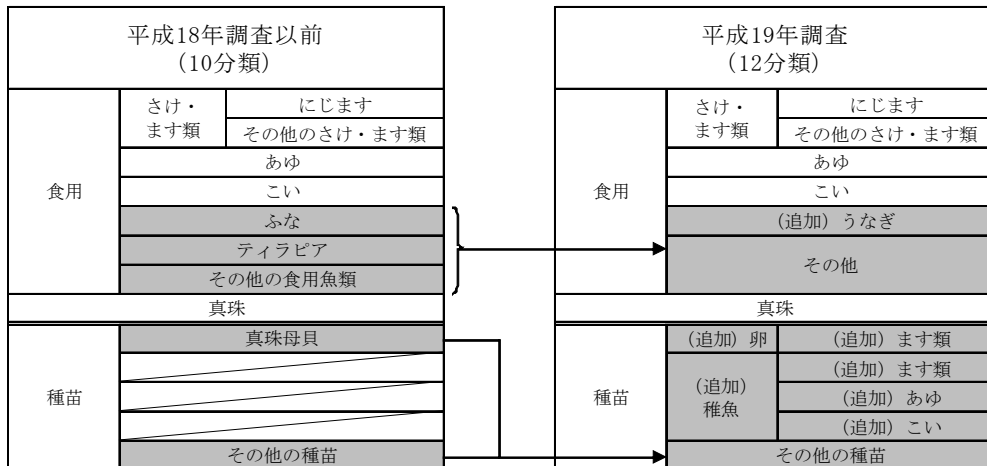 平成18年調査以前
（10分類）
食用
さけ・
ます類
にじます
その他のさけ・ます類
あゆ
こい
ふな
ティラピア
その他の食用魚類
真珠
種苗
真珠母貝
その他の種苗
平成19年調査
（12分類）
食用
さけ・
ます類
にじます
その他のさけ・ます類
あゆ
こい
（追加）うなぎ
その他
真珠
種苗
（追加）卵
（追加）ます類
（追加）
稚魚
（追加）ます類
（追加）あゆ
（追加）こい
その他の種苗